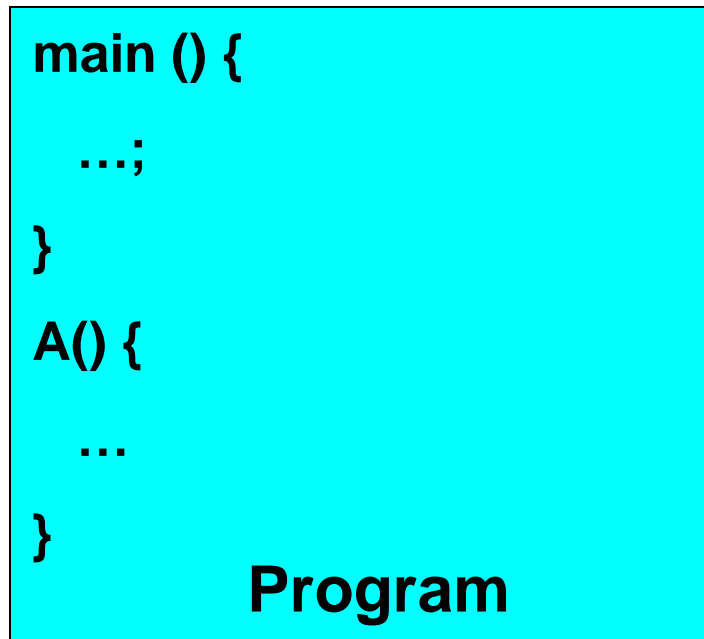 main () {
…;
}
A() {
…
}
Program